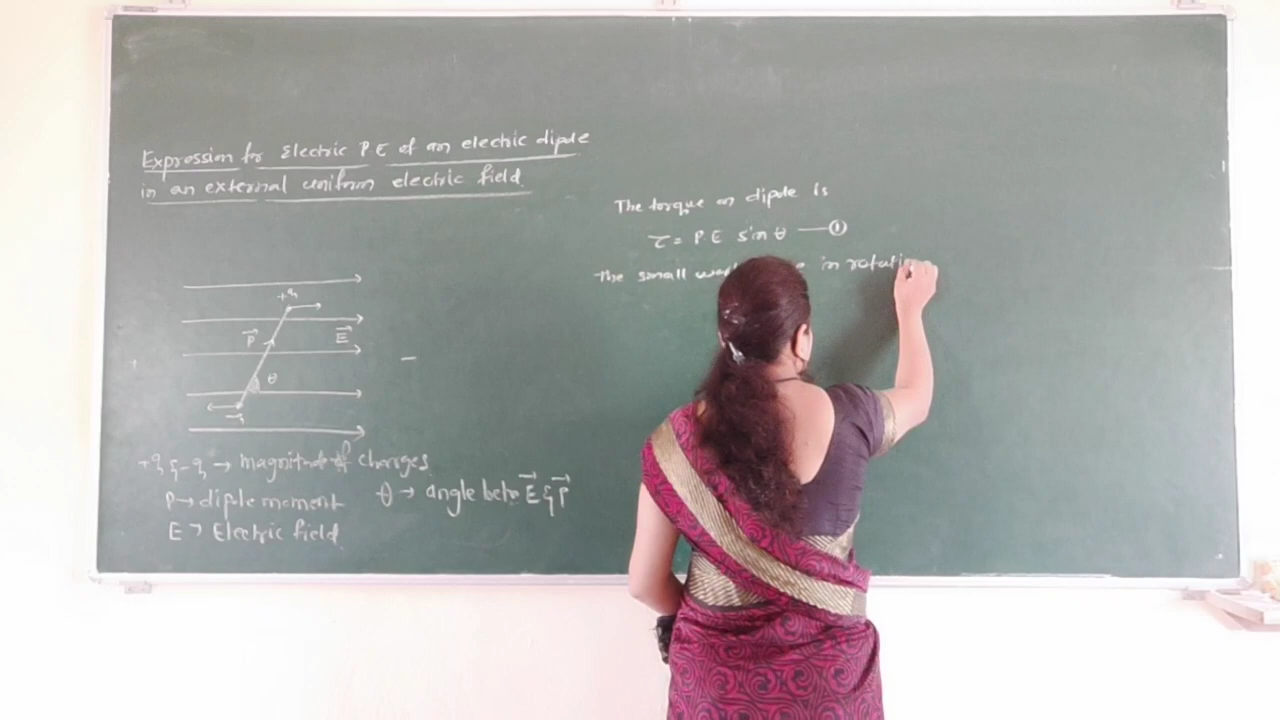 Expression for Electric P E of an electric dipole
in an external uniform electric field.
The torque on dipole is
τ = P E sin θ —①
The small in rotati
+q
P⃗
E⃗
θ
-q
+q & -q → magnitude of charges
P → dipole moment
θ → angle betn E⃗ & P⃗
E → Electric field